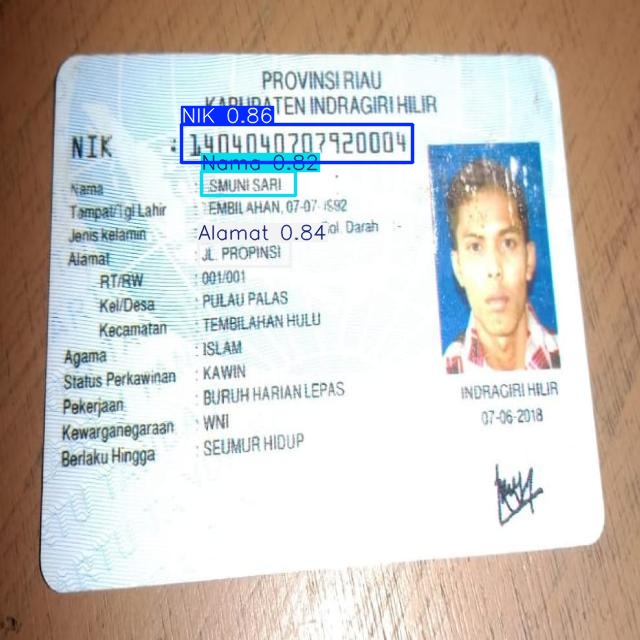 PROVINSI RIAU
KABUPATEN INDRAGIRI HILIR
NIK 0.86
NIK : 1404040707920004
Nama 0.82
Nama : SMUNI SARI
Tempat/Tgl Lahir : EMBILAHAN, 07-07-1992
Jenis kelamin Gol. Darah
Alamat 0.84
Alamat : JL. PROPINSI
RT/RW : 001/001
Kel/Desa : PULAU PALAS
Kecamatan : TEMBILAHAN HULU
Agama : ISLAM
Status Perkawinan : KAWIN
Pekerjaan : BURUH HARIAN LEPAS
Kewarganegaraan : WNI
Berlaku Hingga : SEUMUR HIDUP
INDRAGIRI HILIR
07-06-2018